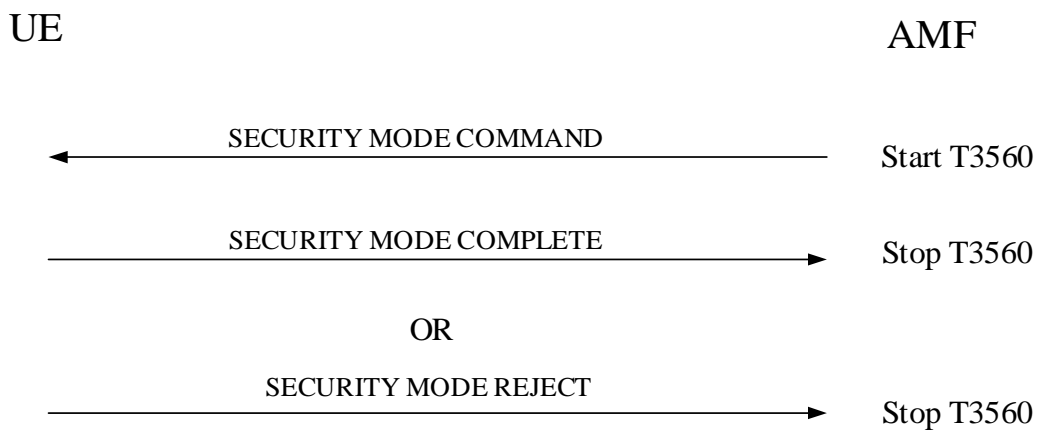 UE
AMF
SECURITY MODE COMMAND
Start T3560
SECURITY MODE COMPLETE
Stop T3560
OR
SECURITY MODE REJECT
Stop T3560